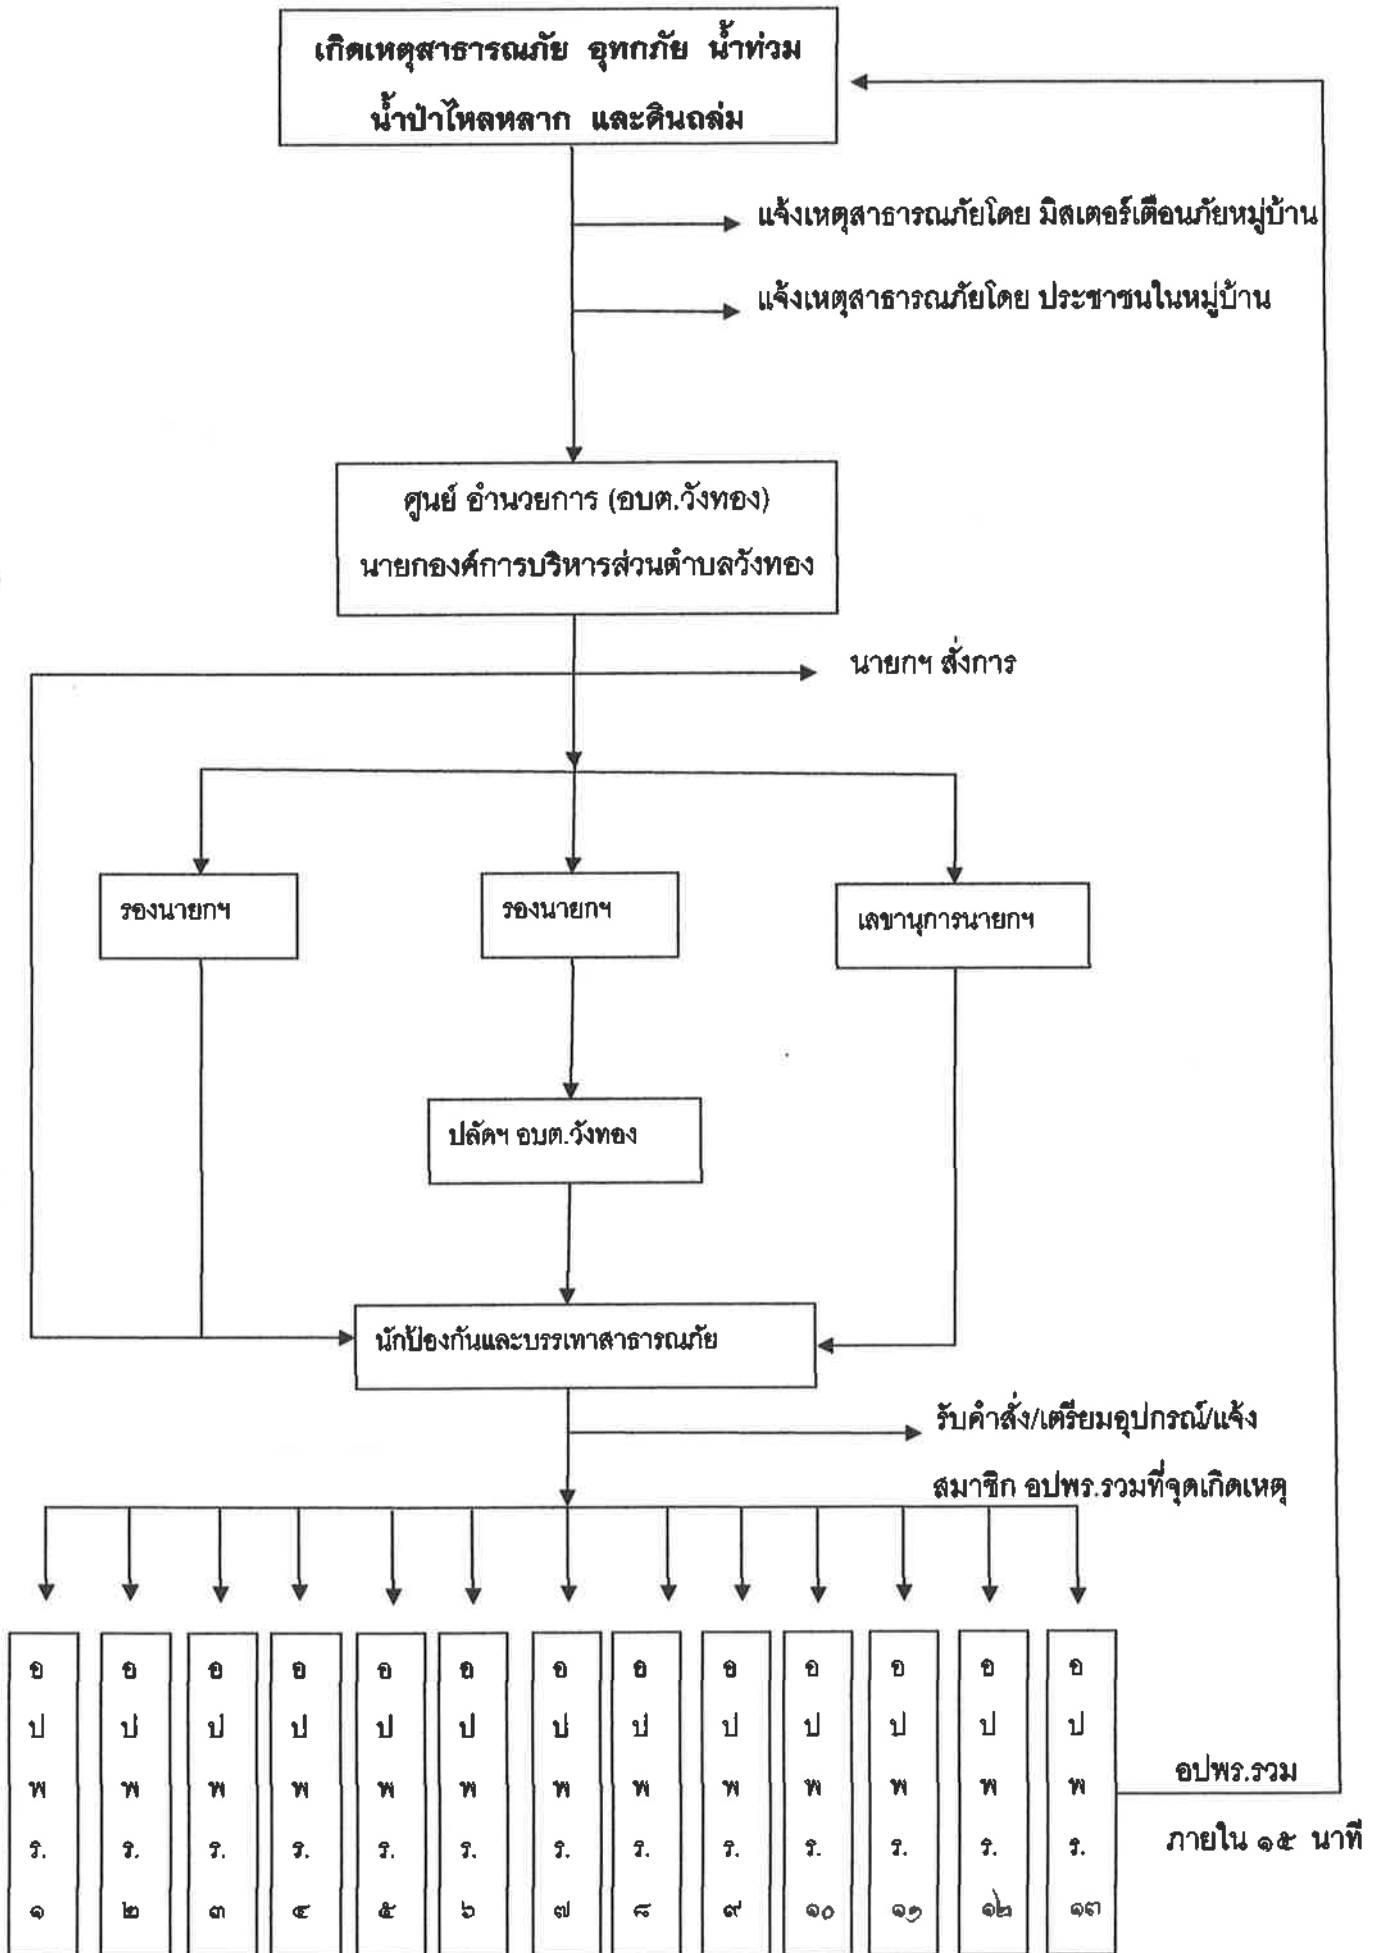 เกิดเหตุสาธารณภัย อุทกภัย น้ำท่วม
น้ำป่าไหลหลาก และดินถล่ม
แจ้งเหตุสาธารณภัยโดย มิสเตอร์เตือนภัยหมู่บ้าน
แจ้งเหตุสาธารณภัยโดย ประชาชนในหมู่บ้าน
ศูนย์ อำนวยการ (อบต.วังทอง)
นายกองค์การบริหารส่วนตำบลวังทอง
นายกฯ สั่งการ
รองนายกฯ
รองนายกฯ
เลขานุการนายกฯ
ปลัดฯ อบต.วังทอง
นักป้องกันและบรรเทาสาธารณภัย
รับคำสั่ง/เตรียมอุปกรณ์/แจ้ง
สมาชิก อปพร.รวมที่จุดเกิดเหตุ
อปพร.๑
อปพร.๒
อปพร.๓
อปพร.๔
อปพร.๕
อปพร.๖
อปพร.๗
อปพร.๘
อปพร.๙
อปพร.๑๐
อปพร.๑๑
อปพร.๑๒
อปพร.๑๓
อปพร.รวม
ภายใน ๑๕ นาที